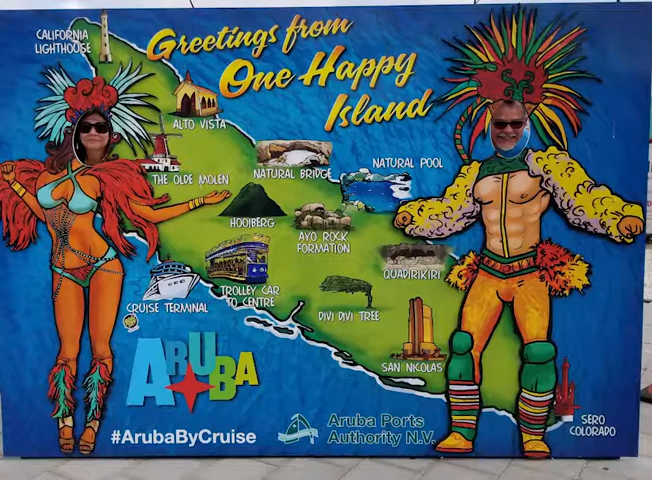 CALIFORNIA
LIGHTHOUSE
Greetings from
One Happy
Island
ALTO VISTA
THE OLDE MOLEN
NATURAL BRIDGE
NATURAL POOL
HOOIBERG
AYO ROCK
FORMATION
QUADIRIKIRI
TROLLEY CAR
TO CENTRE
CRUISE TERMINAL
DIVI DIVI TREE
SAN NICOLAS
ARUBA
SERO
COLORADO
#ArubaByCruise
Aruba Ports
Authority N.V.